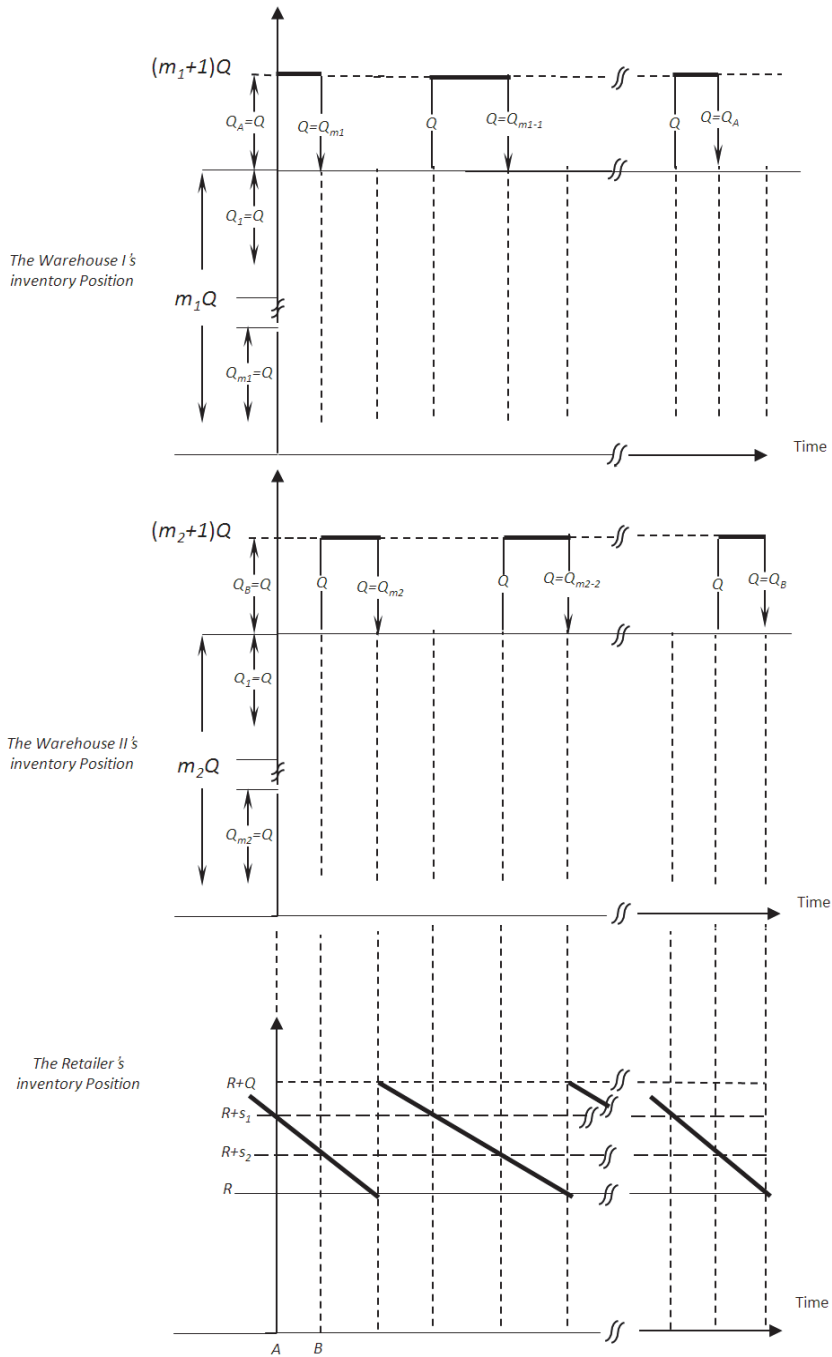 (m1+1)Q
QA=Q
Q=Qm1
Q
Q=Qm1-1
Q
Q=QA
Q1=Q
The Warehouse I's
inventory Position
m1Q
Qm1=Q
Time
(m2+1)Q
QB=Q
Q
Q=Qm2
Q
Q=Qm2-2
Q
Q=QB
Q1=Q
The Warehouse II's
inventory Position
m2Q
Qm2=Q
Time
The Retailer's
inventory Position
R+Q
R+s1
R+s2
R
Time
A
B